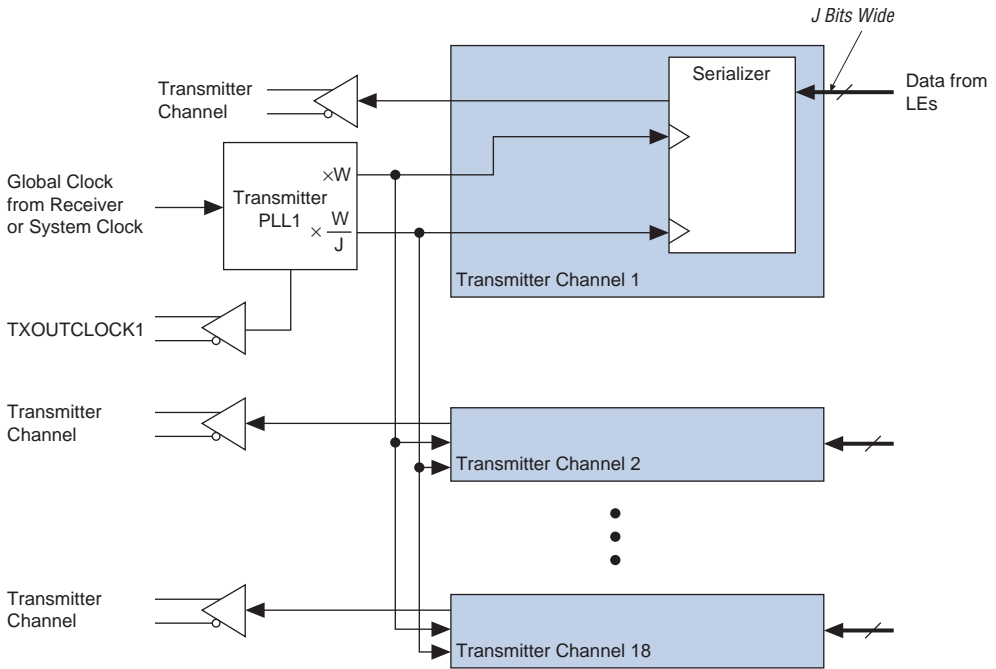 J Bits Wide
Serializer
Data from
LEs
Transmitter
Channel
Global Clock
from Receiver
or System Clock
×W
Transmitter
PLL1
× W
J
Transmitter Channel 1
TXOUTCLOCK1
Transmitter
Channel
Transmitter Channel 2
Transmitter
Channel
Transmitter Channel 18